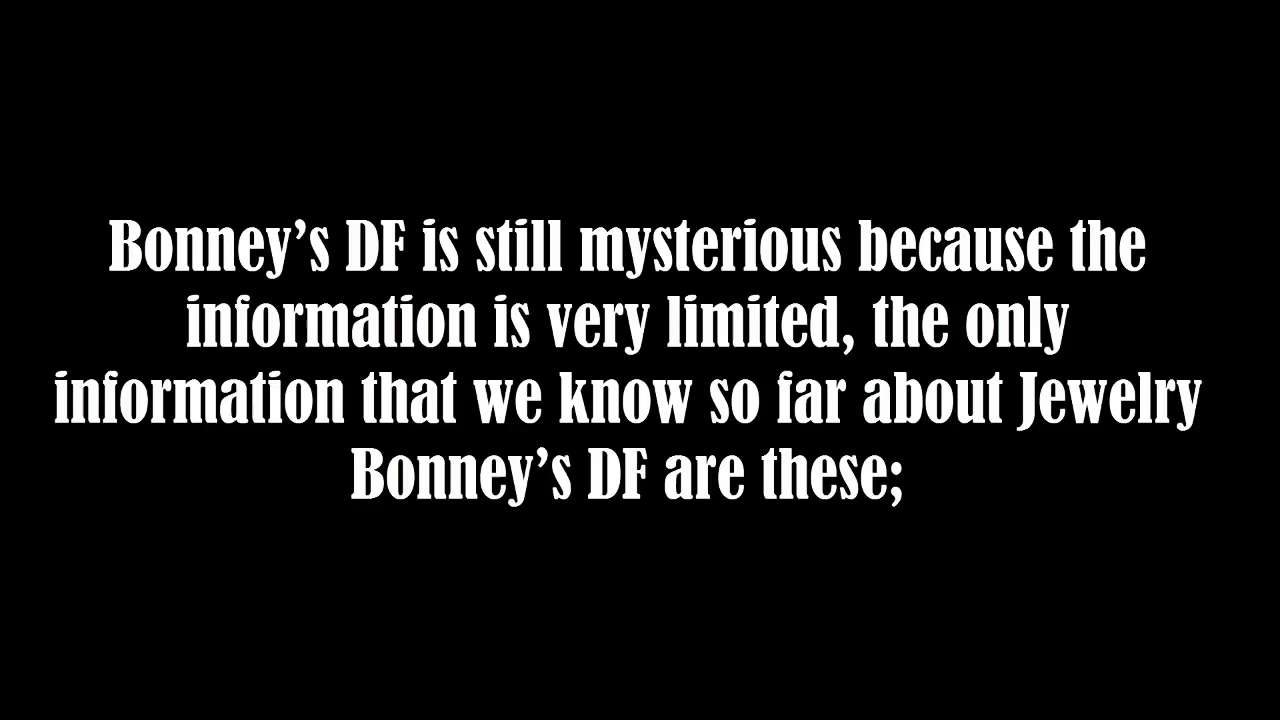 Bonney’s DF is still mysterious because the
information is very limited, the only
information that we know so far about Jewelry
Bonney’s DF are these;